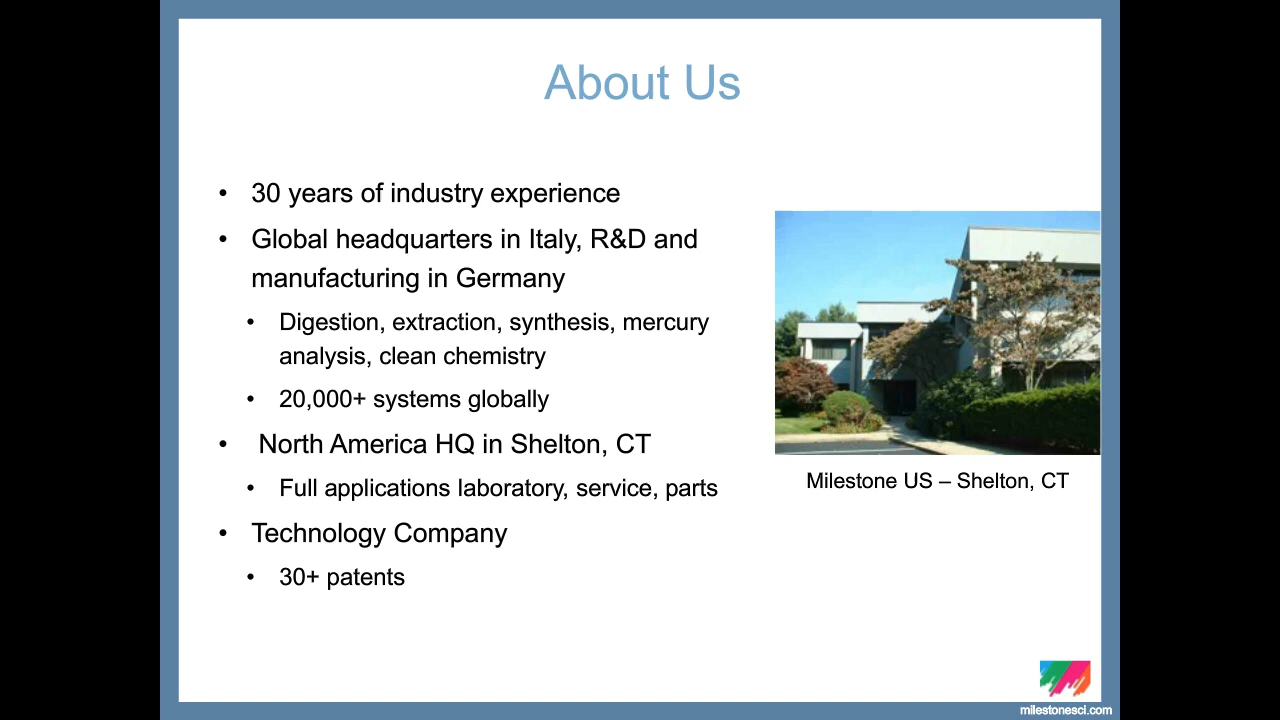 About Us
• 30 years of industry experience
• Global headquarters in Italy, R&D and
manufacturing in Germany
• Digestion, extraction, synthesis, mercury
analysis, clean chemistry
• 20,000+ systems globally
• North America HQ in Shelton, CT
• Full applications laboratory, service, parts
• Technology Company
• 30+ patents
Milestone US – Shelton, CT
milestonesci.com